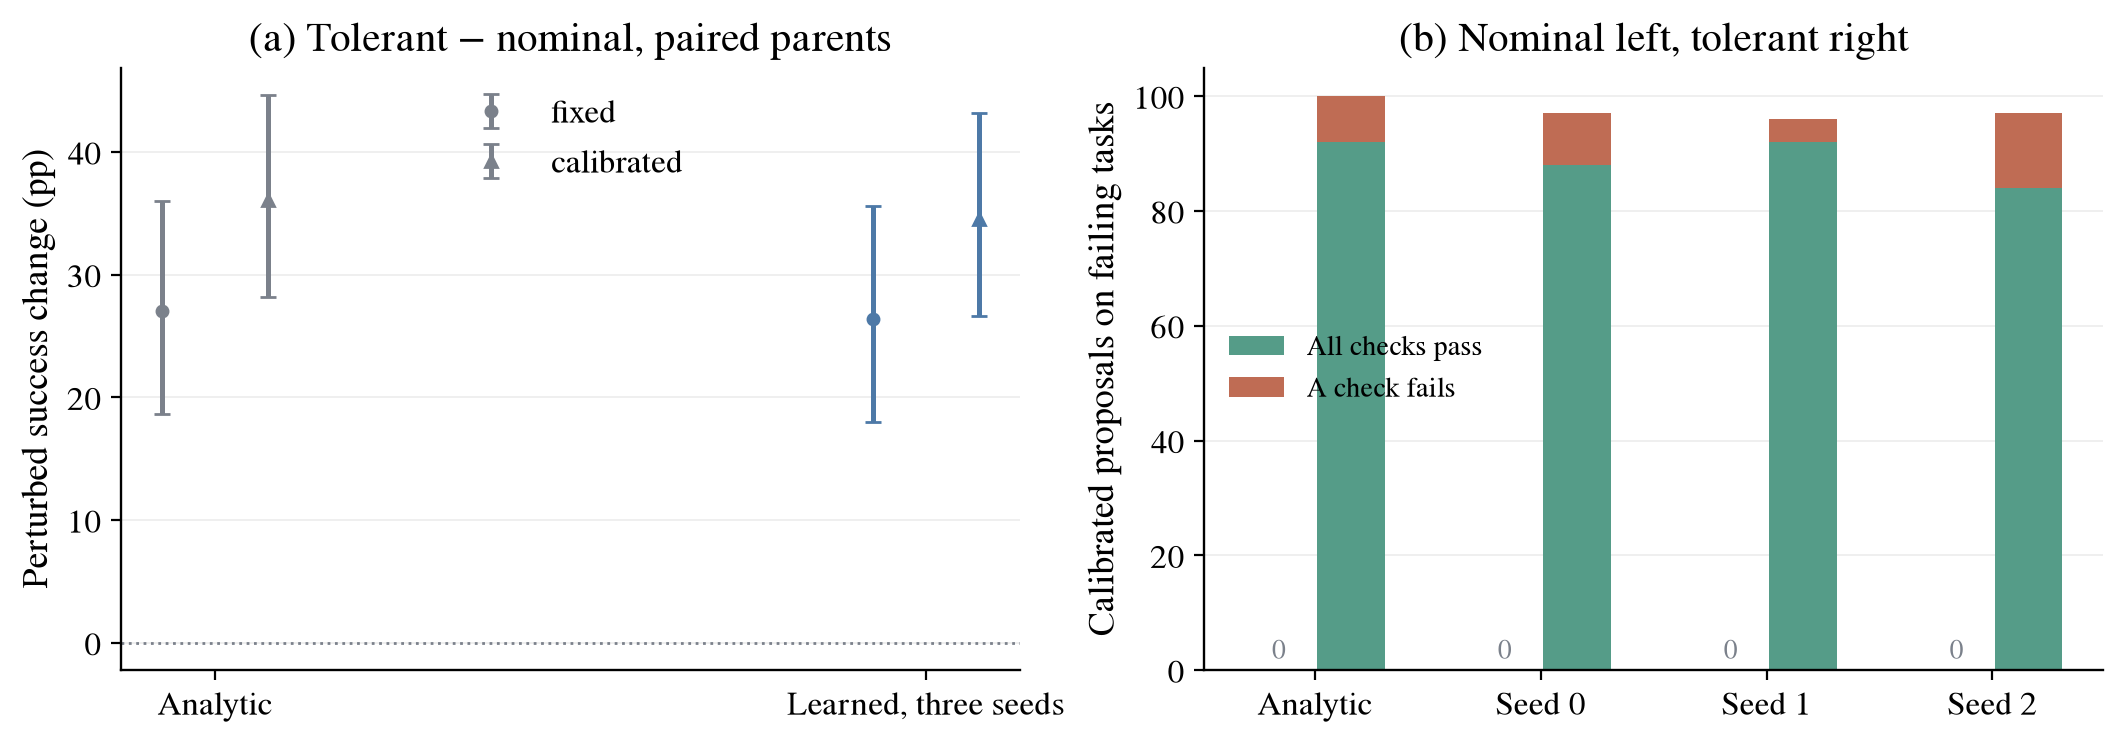 (a) Tolerant − nominal, paired parents
Perturbed success change (pp)
40
30
20
10
0
fixed
calibrated
Analytic
Learned, three seeds
(b) Nominal left, tolerant right
Calibrated proposals on failing tasks
100
80
60
40
20
0
All checks pass
A check fails
0
0
0
0
Analytic
Seed 0
Seed 1
Seed 2